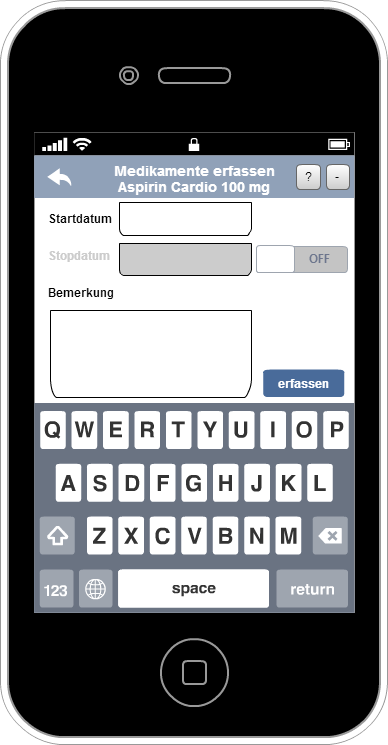 Medikamente erfassen
Aspirin Cardio 100 mg
?
-
Startdatum
Stopdatum
OFF
Bemerkung
erfassen
Q W E R T Y U I O P
A S D F G H J K L
Z X C V B N M
123
space
return